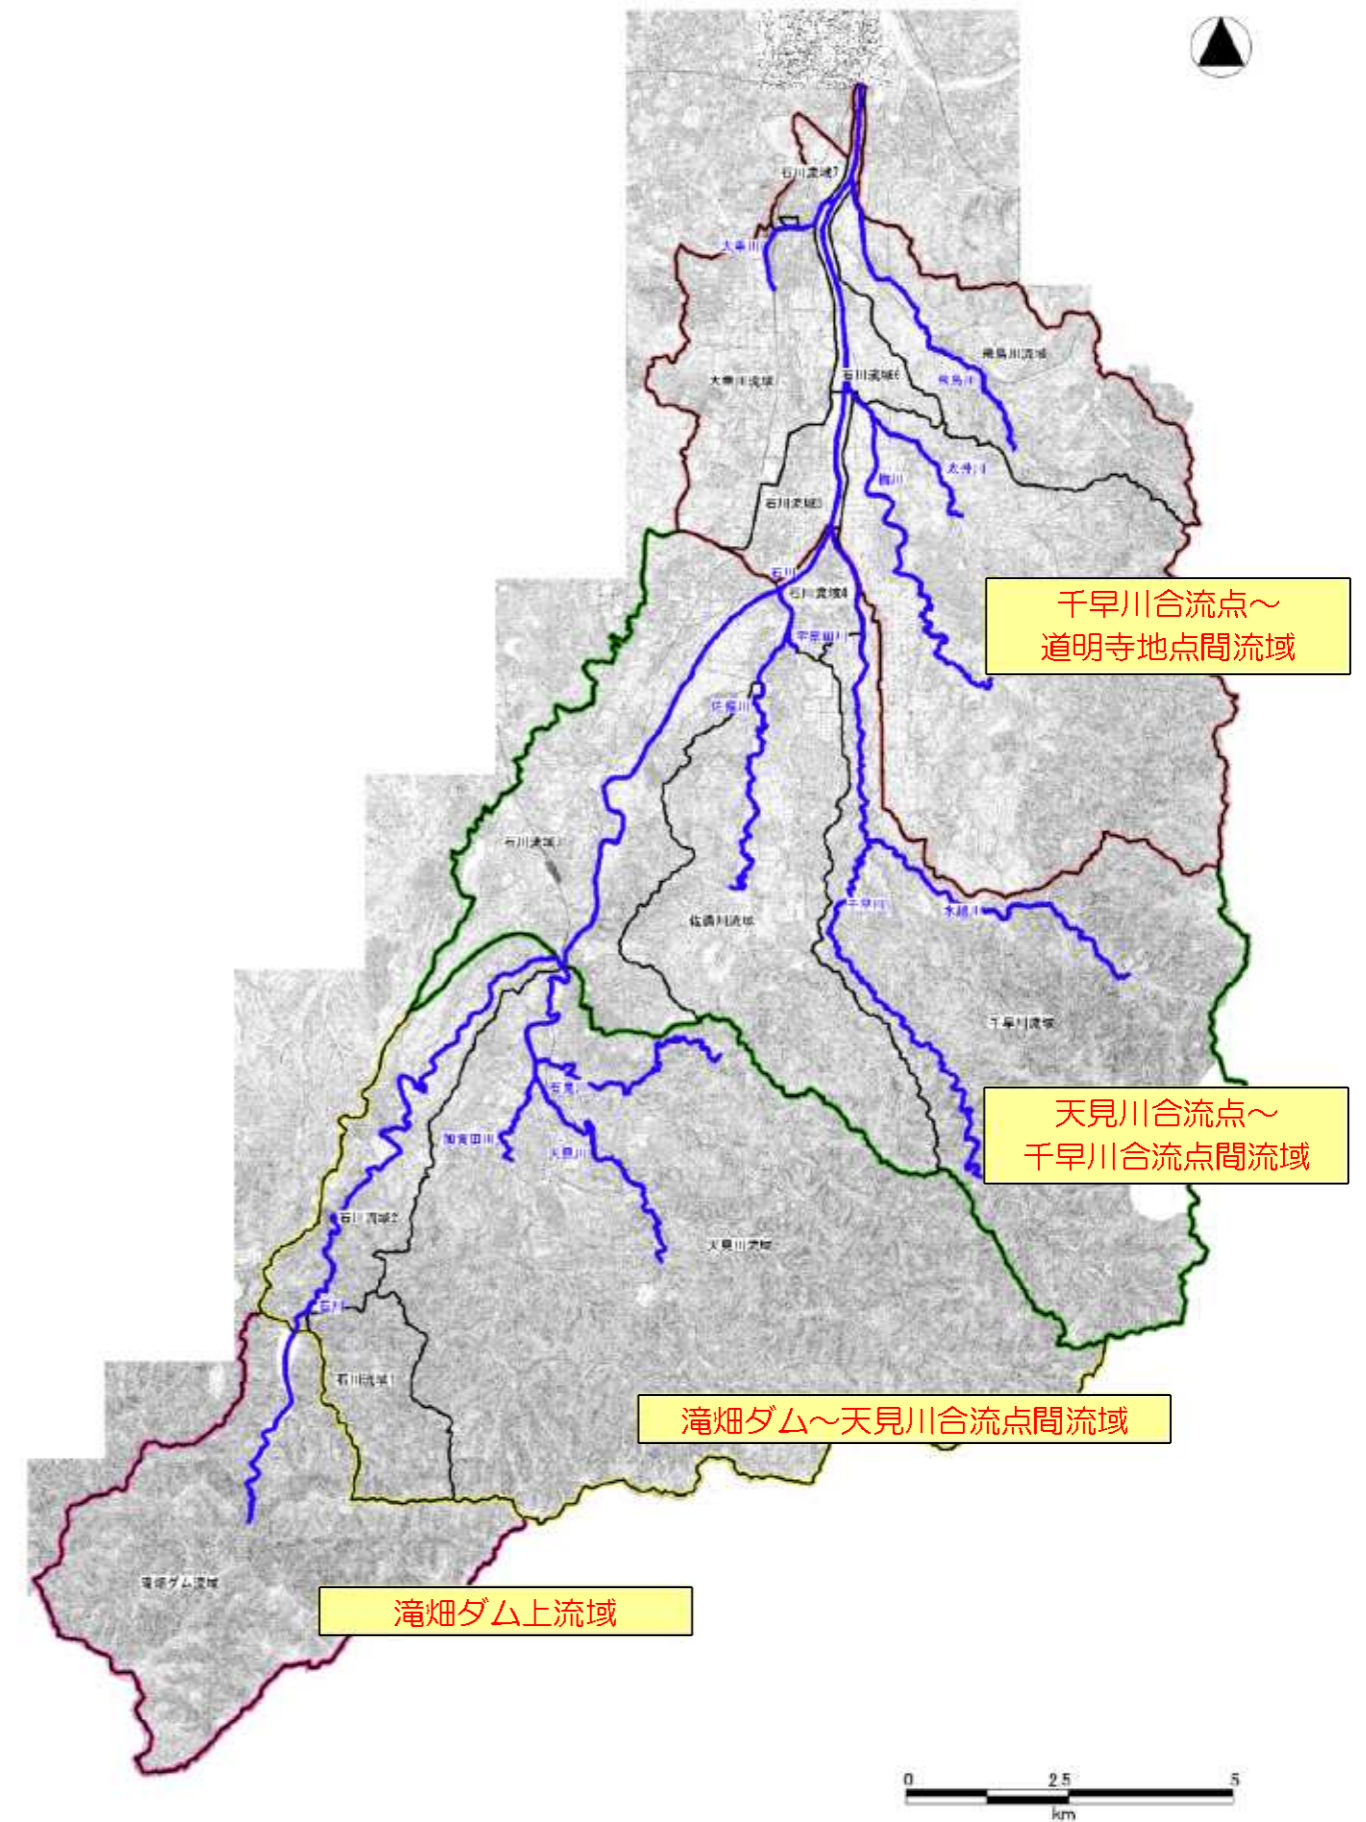 石川流域7
大乗川
飛鳥川流域
石川流域6
飛鳥川
大乗川流域
太井川
梅川
石川流域5
石川
石川流域4
千早川合流点～
道明寺地点間流域
宇奈田川
佐備川
石川流域3
千早川
水越川
佐備川流域
千早川流域
天見川合流点～
千早川合流点間流域
加賀田川
天見川
石川流域2
天見川流域
石川
石川流域1
滝畑ダム～天見川合流点間流域
滝畑ダム流域
滝畑ダム上流域
0 2.5 5
km